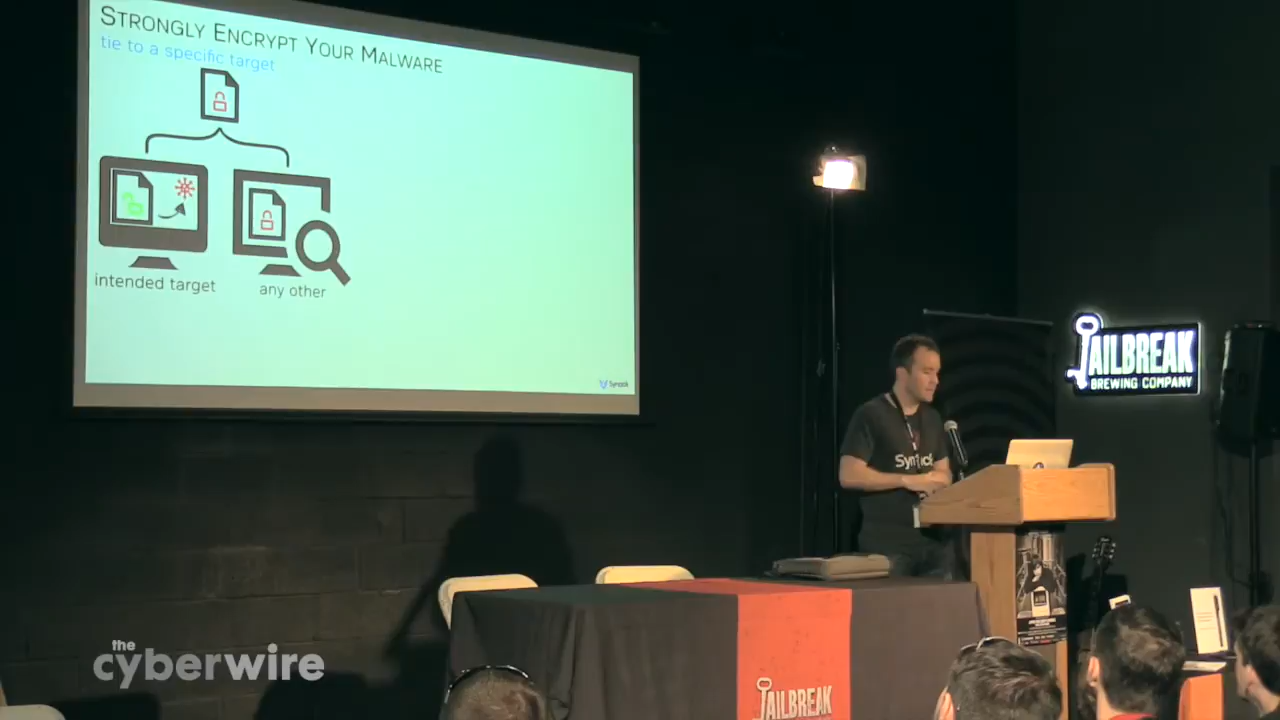 STRONGLY ENCRYPT YOUR MALWARE
tie to a specific target
intended target
any other
Synack
JAILBREAK
BREWING COMPANY
Synack
the
cyberwire
JAILBREAK